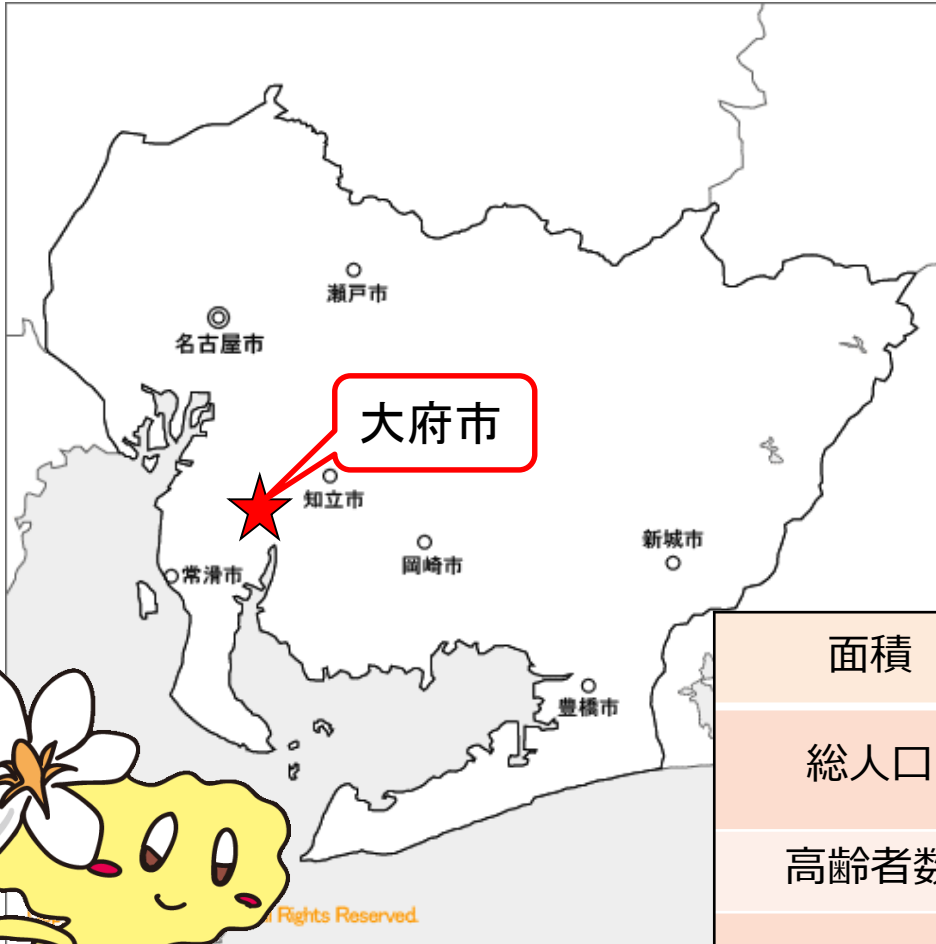 瀬戸市
名古屋市
大府市
知立市
新城市
岡崎市
常滑市
豊橋市
面積
総人口
高齢者数
Rights Reserved.